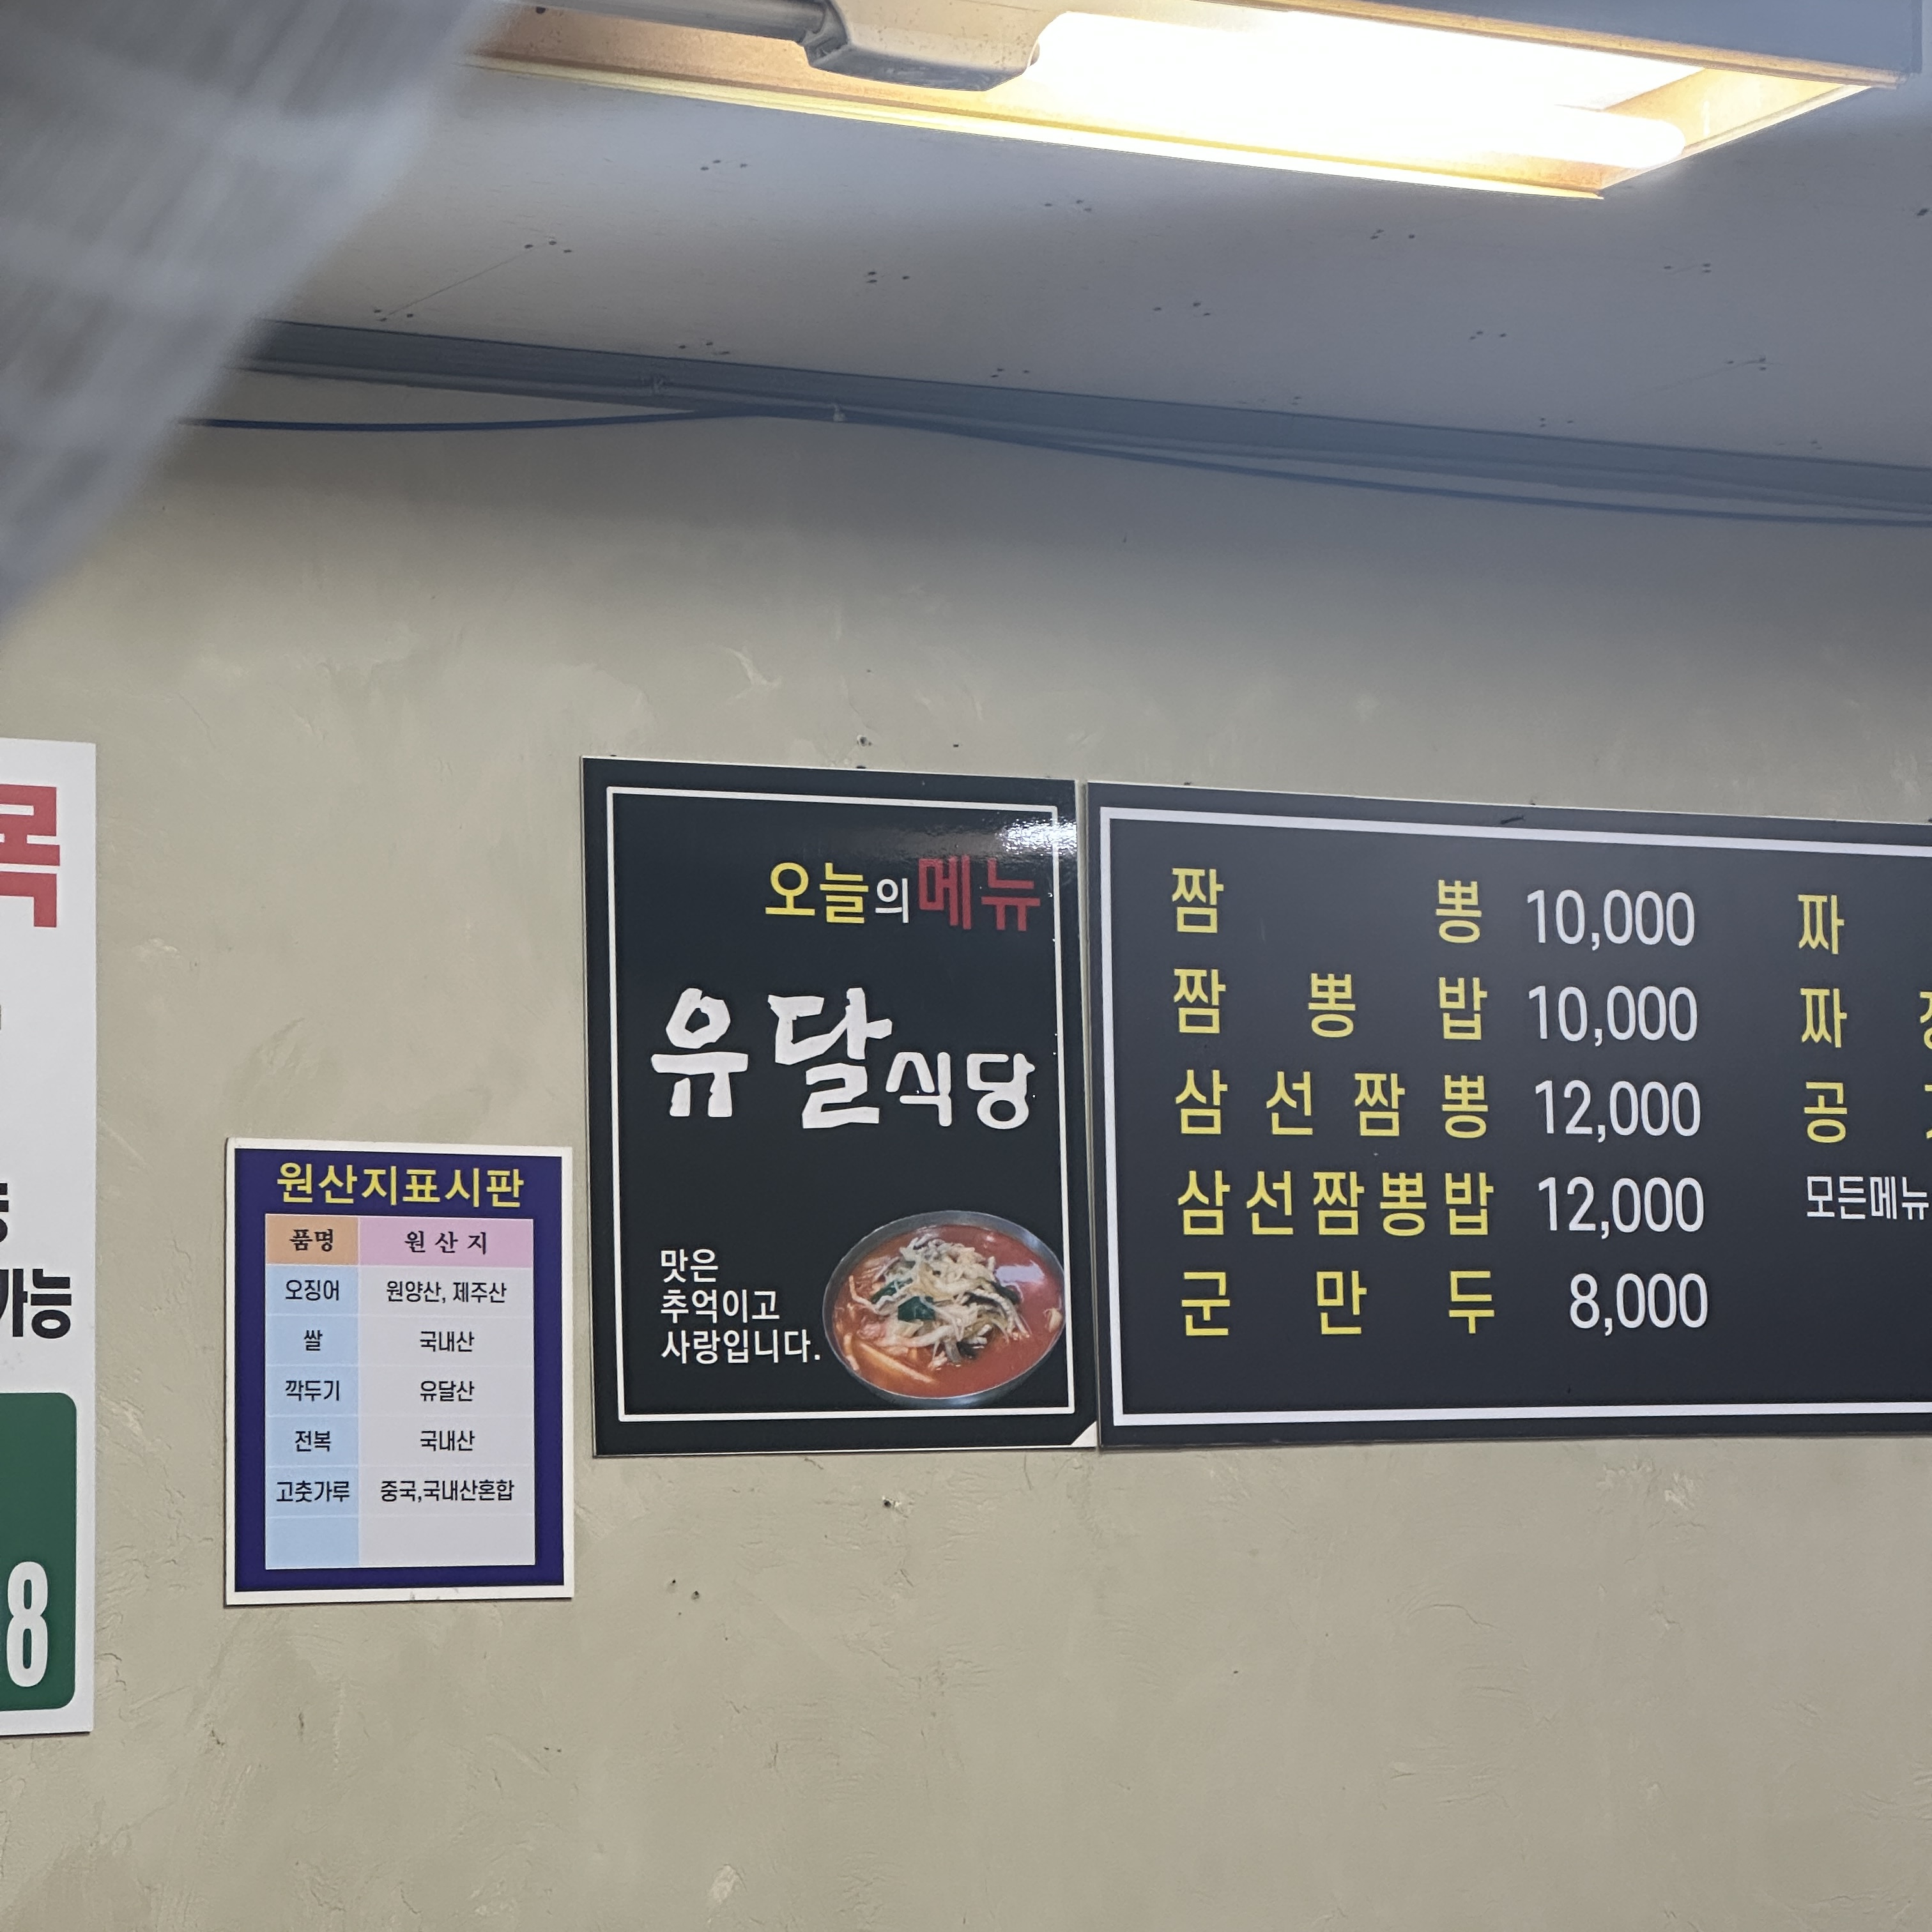 목
가능
8
원산지표시판
품명 원산지
오징어 원양산, 제주산
쌀 국내산
깍두기 유달산
전복 국내산
고춧가루 중국,국내산혼합
오늘의메뉴
유달식당
맛은
추억이고
사랑입니다.
짬 뽕 10,000 짜
짬 뽕 밥 10,000 짜
삼 선 짬 뽕 12,000 공
삼선짬뽕밥 12,000 모든메뉴
군 만 두 8,000